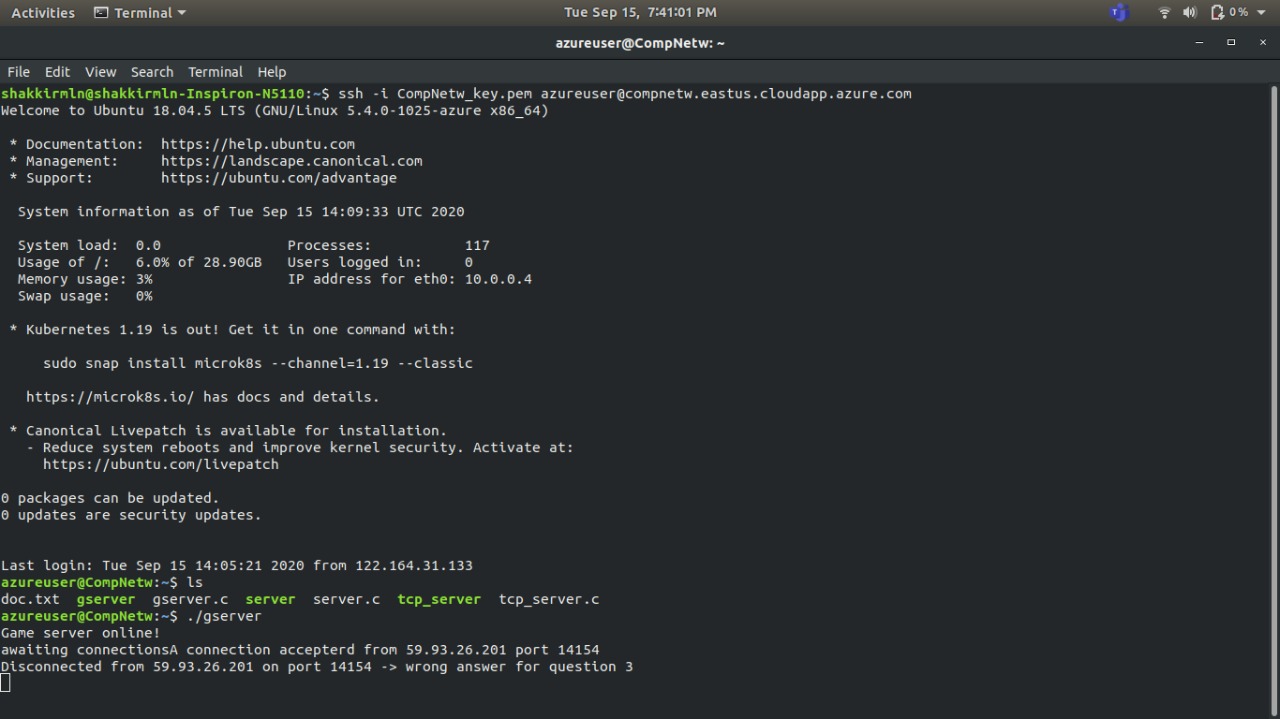 Activities Terminal Tue Sep 15, 7:41:01 PM 0 %
azureuser@CompNetw: ~
File Edit View Search Terminal Help
shakkirmln@shakkirmln-Inspiron-N5110:~$ ssh -i CompNetw_key.pem azureuser@compnetw.eastus.cloudapp.azure.com
Welcome to Ubuntu 18.04.5 LTS (GNU/Linux 5.4.0-1025-azure x86_64)
* Documentation: https://help.ubuntu.com
* Management: https://landscape.canonical.com
* Support: https://ubuntu.com/advantage
System information as of Tue Sep 15 14:09:33 UTC 2020
System load: 0.0 Processes: 117
Usage of /: 6.0% of 28.90GB Users logged in: 0
Memory usage: 3% IP address for eth0: 10.0.0.4
Swap usage: 0%
* Kubernetes 1.19 is out! Get it in one command with:
sudo snap install microk8s --channel=1.19 --classic
https://microk8s.io/ has docs and details.
* Canonical Livepatch is available for installation.
- Reduce system reboots and improve kernel security. Activate at:
https://ubuntu.com/livepatch
0 packages can be updated.
0 updates are security updates.
Last login: Tue Sep 15 14:05:21 2020 from 122.164.31.133
azureuser@CompNetw:~$ ls
doc.txt gserver gserver.c server server.c tcp_server tcp_server.c
azureuser@CompNetw:~$ ./gserver
Game server online!
awaiting connectionsA connection accepterd from 59.93.26.201 port 14154
Disconnected from 59.93.26.201 on port 14154 -> wrong answer for question 3